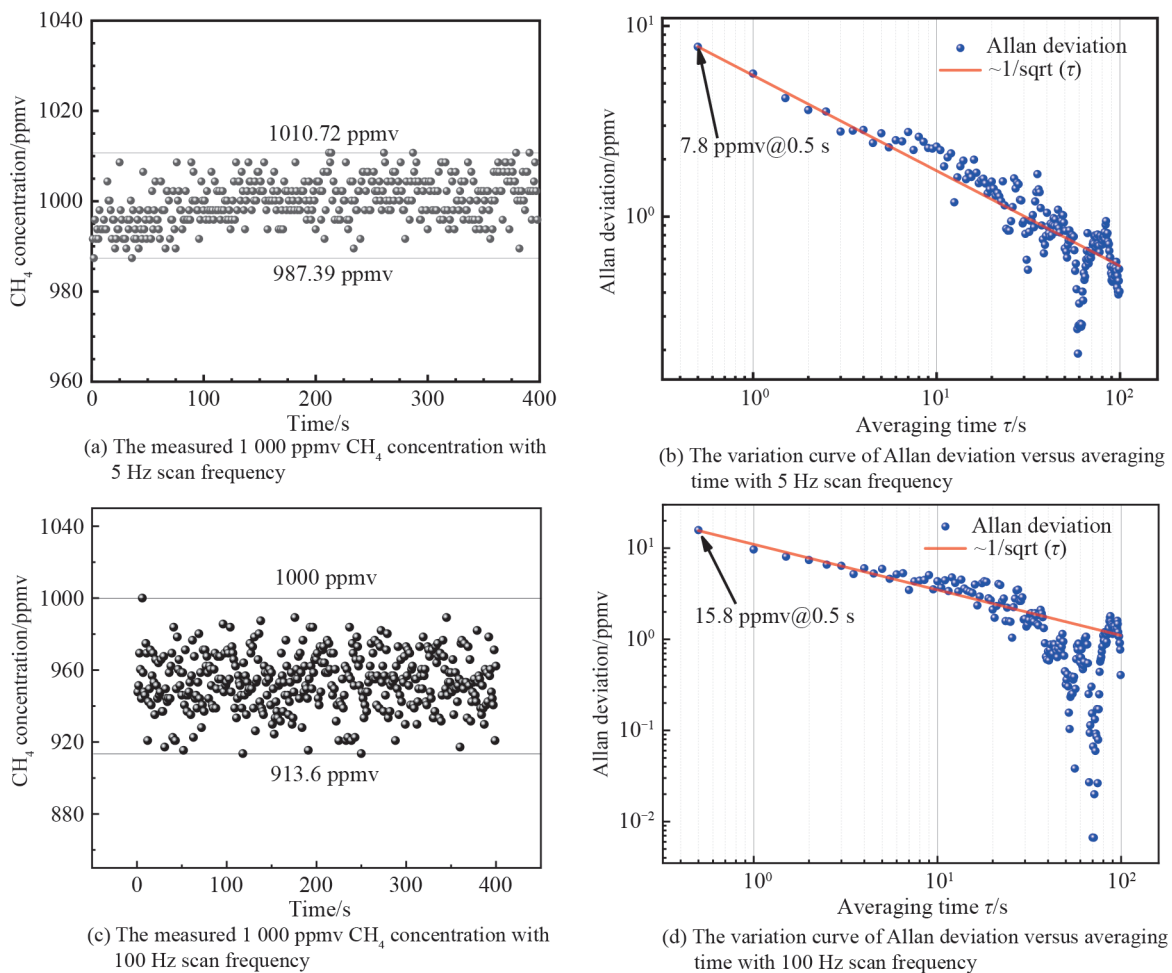 1040
1020
1000
980
960
CH₄ concentration/ppmv
1010.72 ppmv
987.39 ppmv
0 100 200 300 400
Time/s
(a) The measured 1 000 ppmv CH₄ concentration with
5 Hz scan frequency
10¹
10⁰
Allan deviation/ppmv
Allan deviation
~1/sqrt (τ)
7.8 ppmv@0.5 s
10⁰ 10¹ 10²
Averaging time τ/s
(b) The variation curve of Allan deviation versus averaging
time with 5 Hz scan frequency
1040
1000
960
920
880
CH₄ concentration/ppmv
1000 ppmv
913.6 ppmv
0 100 200 300 400
Time/s
(c) The measured 1 000 ppmv CH₄ concentration with
100 Hz scan frequency
10¹
10⁰
10⁻¹
10⁻²
Allan deviation/ppmv
Allan deviation
~1/sqrt (τ)
15.8 ppmv@0.5 s
10⁰ 10¹ 10²
Averaging time τ/s
(d) The variation curve of Allan deviation versus averaging
time with 100 Hz scan frequency